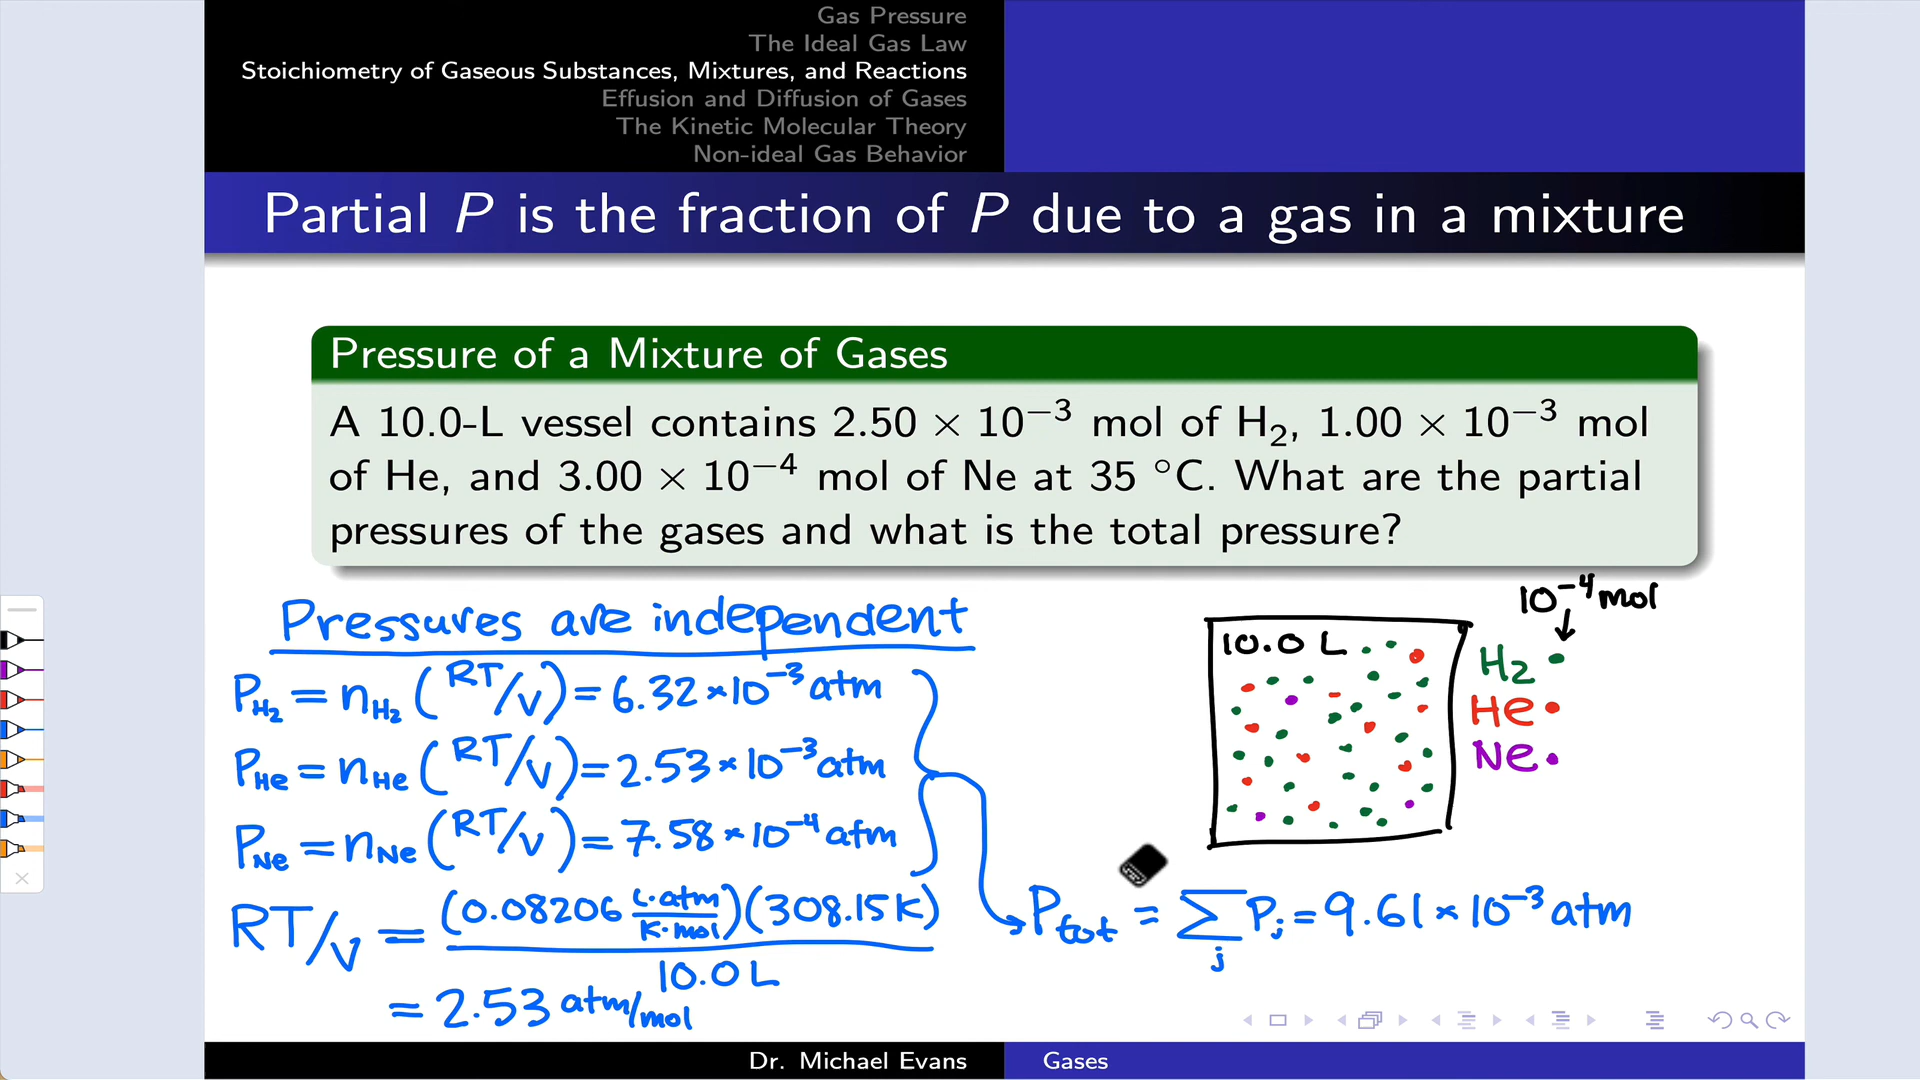 Gas Pressure
The Ideal Gas Law
Stoichiometry of Gaseous Substances, Mixtures, and Reactions
Effusion and Diffusion of Gases
The Kinetic Molecular Theory
Non-ideal Gas Behavior
Partial P is the fraction of P due to a gas in a mixture
Pressure of a Mixture of Gases
A 10.0-L vessel contains 2.50 × 10⁻³ mol of H₂, 1.00 × 10⁻³ mol
of He, and 3.00 × 10⁻⁴ mol of Ne at 35 °C. What are the partial
pressures of the gases and what is the total pressure?
Pressures are independent
P_H₂ = n_H₂ (RT/V) = 6.32 × 10⁻³ atm
P_He = n_He (RT/V) = 2.53 × 10⁻³ atm
P_Ne = n_Ne (RT/V) = 7.58 × 10⁻⁴ atm
RT/V = (0.08206 L·atm/K·mol)(308.15 K)
10.0 L
= 2.53 atm/mol
10⁻⁴ mol
10.0 L
H₂
He
Ne
P_tot = Σ_j P_j = 9.61 × 10⁻³ atm
Dr. Michael Evans
Gases